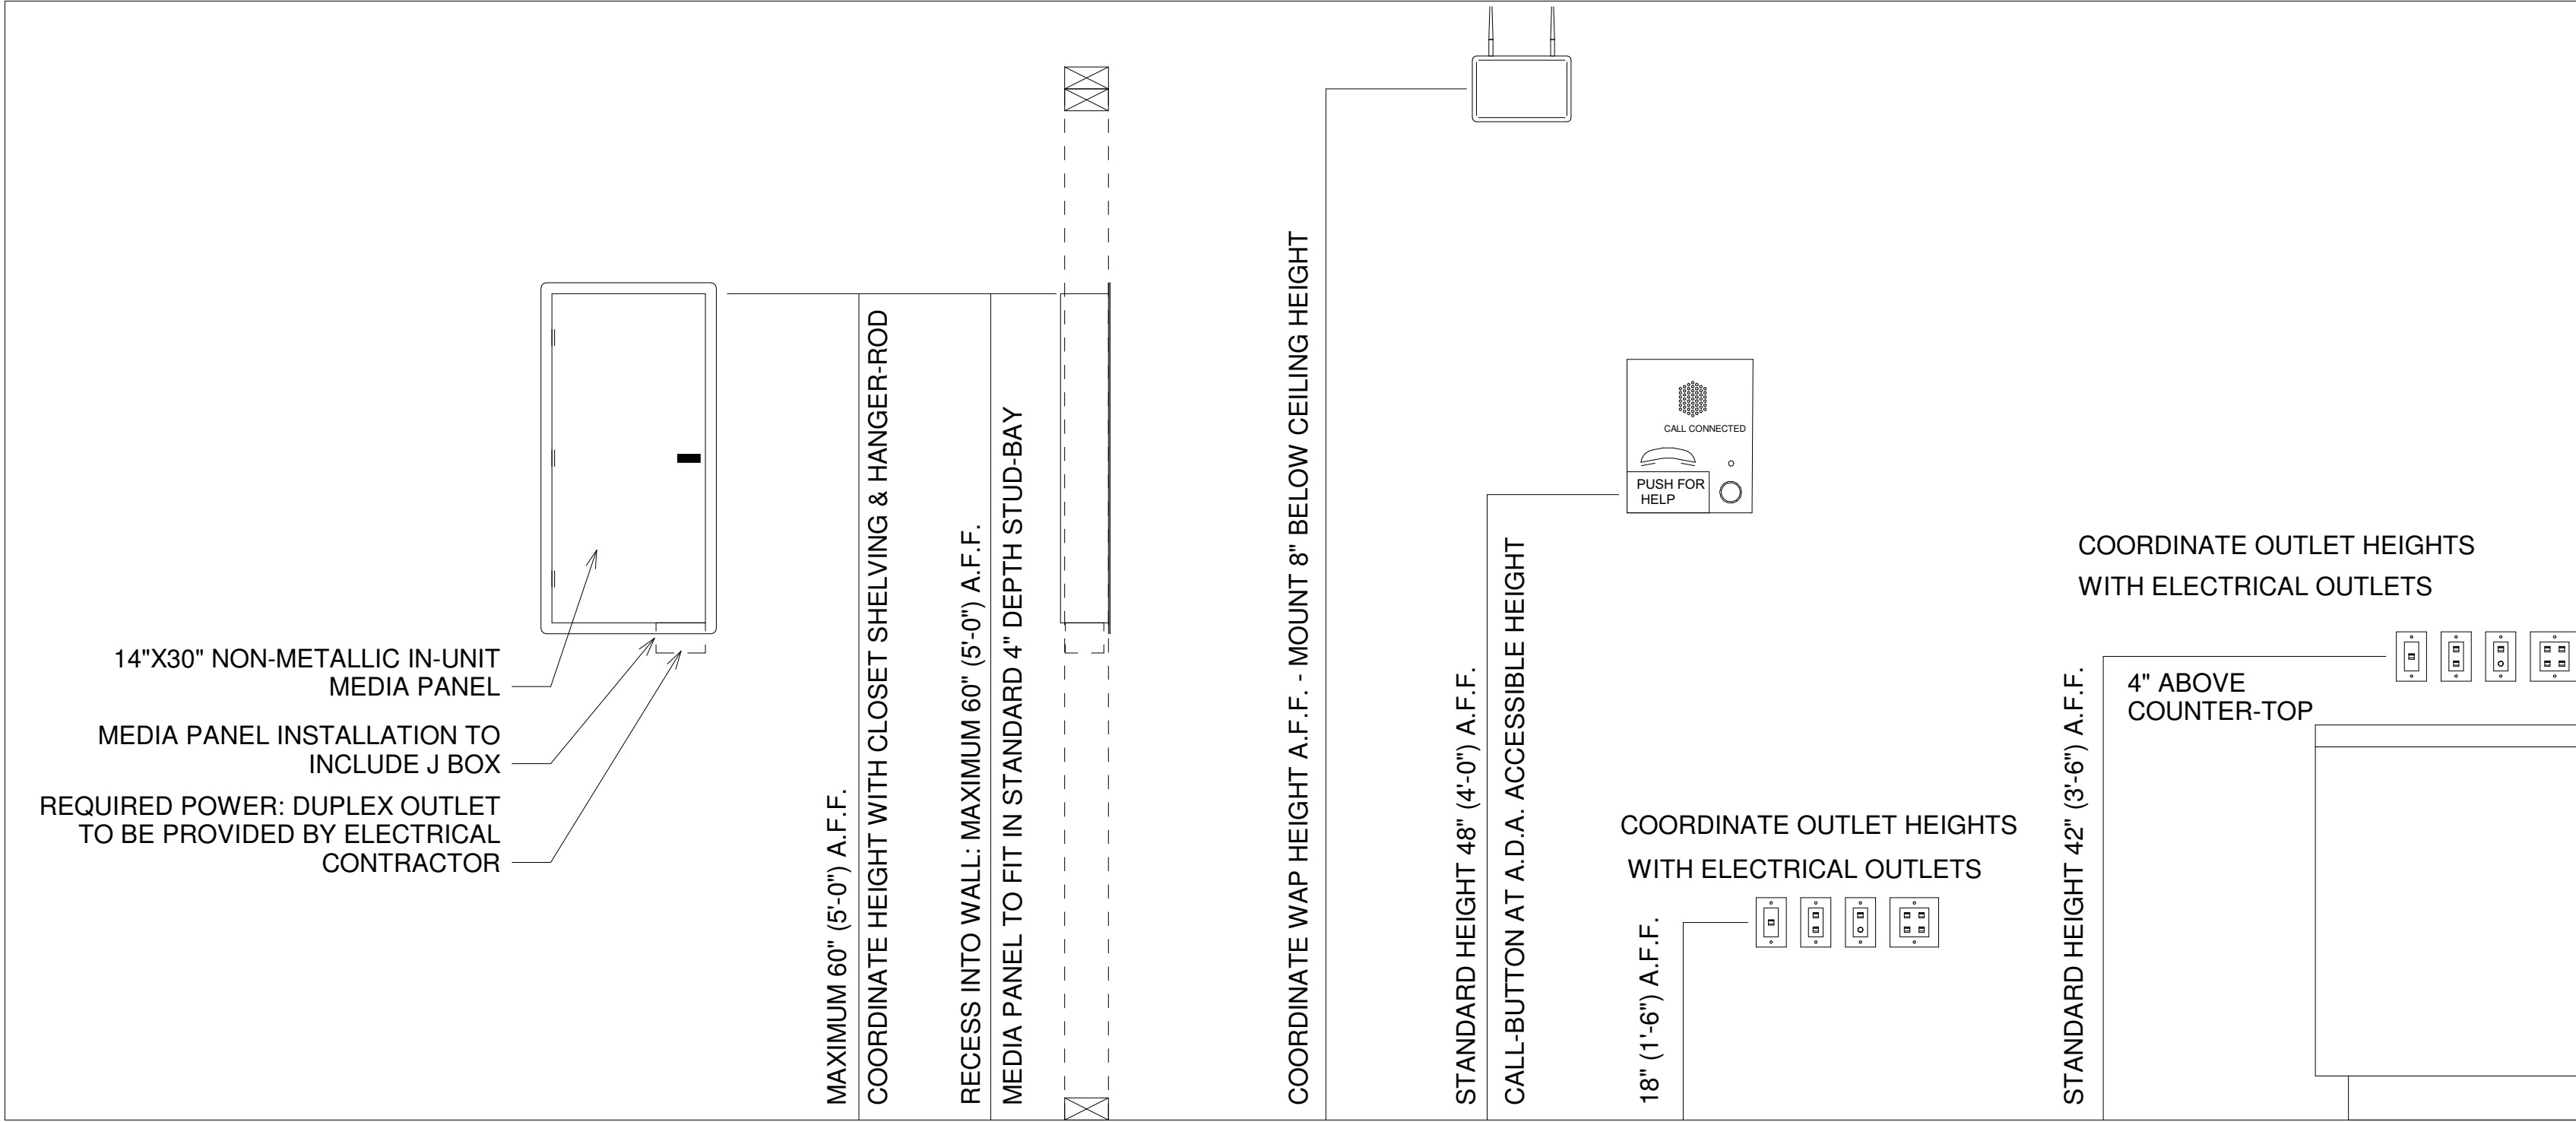 14"X30" NON-METALLIC IN-UNIT
MEDIA PANEL
MEDIA PANEL INSTALLATION TO
INCLUDE J BOX
REQUIRED POWER: DUPLEX OUTLET
TO BE PROVIDED BY ELECTRICAL
CONTRACTOR
MAXIMUM 60" (5'-0") A.F.F.
COORDINATE HEIGHT WITH CLOSET SHELVING & HANGER-ROD
RECESS INTO WALL: MAXIMUM 60" (5'-0") A.F.F.
MEDIA PANEL TO FIT IN STANDARD 4" DEPTH STUD-BAY
COORDINATE WAP HEIGHT A.F.F. - MOUNT 8" BELOW CEILING HEIGHT
STANDARD HEIGHT 48" (4'-0") A.F.F.
CALL-BUTTON AT A.D.A. ACCESSIBLE HEIGHT
CALL CONNECTED
PUSH FOR
HELP
COORDINATE OUTLET HEIGHTS
WITH ELECTRICAL OUTLETS
18" (1'-6") A.F.F.
STANDARD HEIGHT 42" (3'-6") A.F.F.
COORDINATE OUTLET HEIGHTS
WITH ELECTRICAL OUTLETS
4" ABOVE
COUNTER-TOP